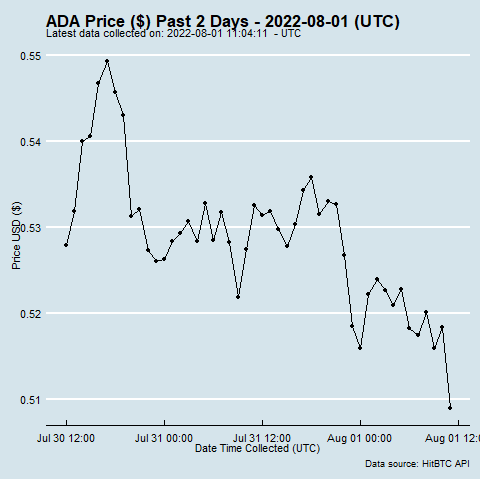 ADA Price ($) Past 2 Days - 2022-08-01 (UTC)
Latest data collected on: 2022-08-01 11:04:11  - UTC
0.55
0.54
0.53
0.52
0.51
Price USD ($)
Jul 30 12:00 Jul 31 00:00 Jul 31 12:00 Aug 01 00:00 Aug 01 12:0
Date Time Collected (UTC)
Data source: HitBTC API